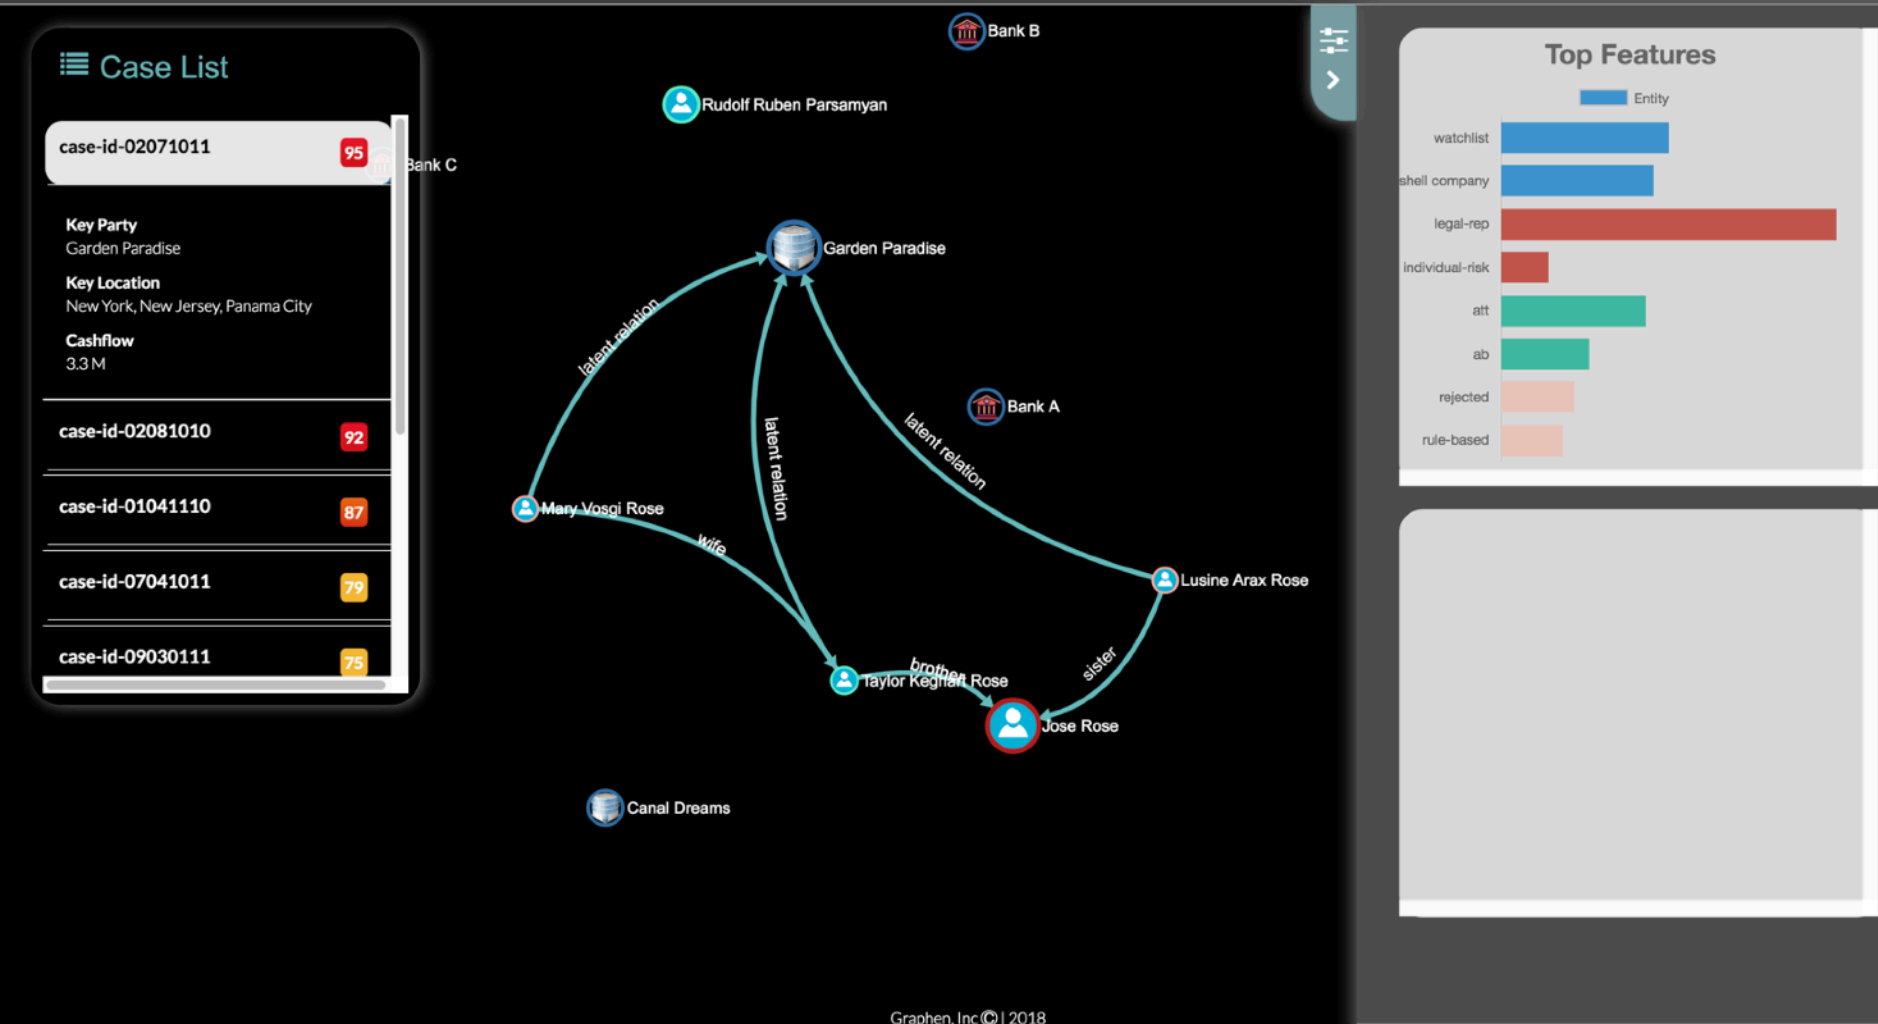 Case List
case-id-02071011
95
Key Party
Garden Paradise
Key Location
New York, New Jersey, Panama City
Cashflow
3.3 M
case-id-02081010
92
case-id-01041110
87
case-id-07041011
79
case-id-09030111
75
Bank B
Rudolf Ruben Parsamyan
Bank C
Garden Paradise
latent relation
latent relation
latent relation
Bank A
Mary Vosgi Rose
wife
Lusine Arax Rose
brother
sister
Taylor Keghart Rose
Jose Rose
Canal Dreams
Graphen, Inc © | 2018
Top Features
Entity
watchlist
shell company
legal-rep
individual-risk
att
ab
rejected
rule-based